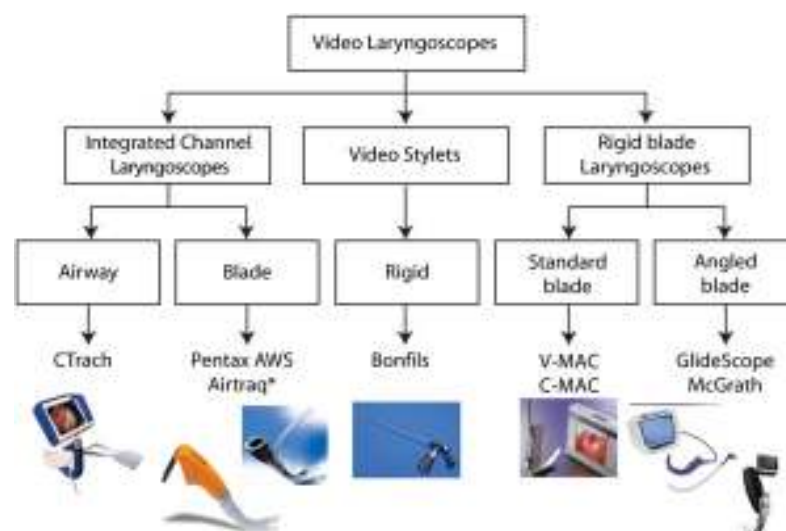 Video Laryngoscopes
Integrated Channel
Laryngoscopes
Video Stylets
Rigid blade
Laryngoscopes
Airway
Blade
Rigid
Standard
blade
Angled
blade
CTrach
Pentax AWS
Airtraq*
Bonfils
V-MAC
C-MAC
GlideScope
McGrath